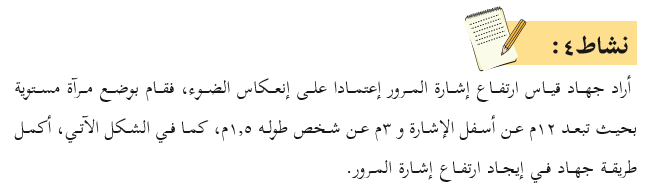 نشاط٤:
أراد جهاد قياس ارتفاع إشارة المرور إعتمادا على إنعكاس الضوء، فقام بوضع مرآة مستوية
بحيث تبعد ١٢م عن أسفل الإشارة و ٣م عن شخص طوله ١,٥م، كما في الشكل الآتي، أكمل
طريقة جهاد في إيجاد ارتفاع إشارة المرور.